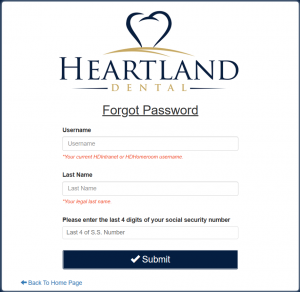 HEARTLAND
DENTAL
Forgot Password
Username
Username
*Your current HDIntranet or HDImmersion username.
Last Name
Last Name
*Your legal last name.
Please enter the last 4 digits of your social security number
Last 4 of S.S. Number
Submit
Back To Home Page